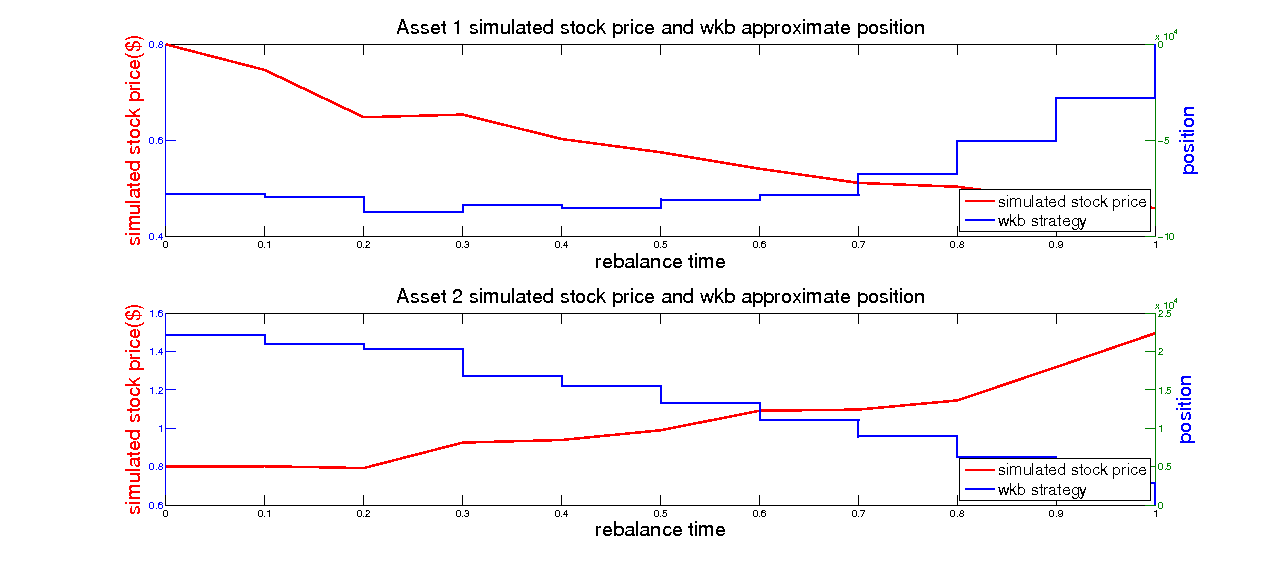 Asset 1 simulated stock price and wkb approximate position
simulated stock price($)
0.8
0.6
0.4
x 10^4
0
−5
−10
position
simulated stock price
wkb strategy
0 0.1 0.2 0.3 0.4 0.5 0.6 0.7 0.8 0.9 1
rebalance time
Asset 2 simulated stock price and wkb approximate position
simulated stock price($)
1.6
1.4
1.2
1
0.8
0.6
x 10^4
2.5
2
1.5
1
0.5
0
position
simulated stock price
wkb strategy
0 0.1 0.2 0.3 0.4 0.5 0.6 0.7 0.8 0.9 1
rebalance time